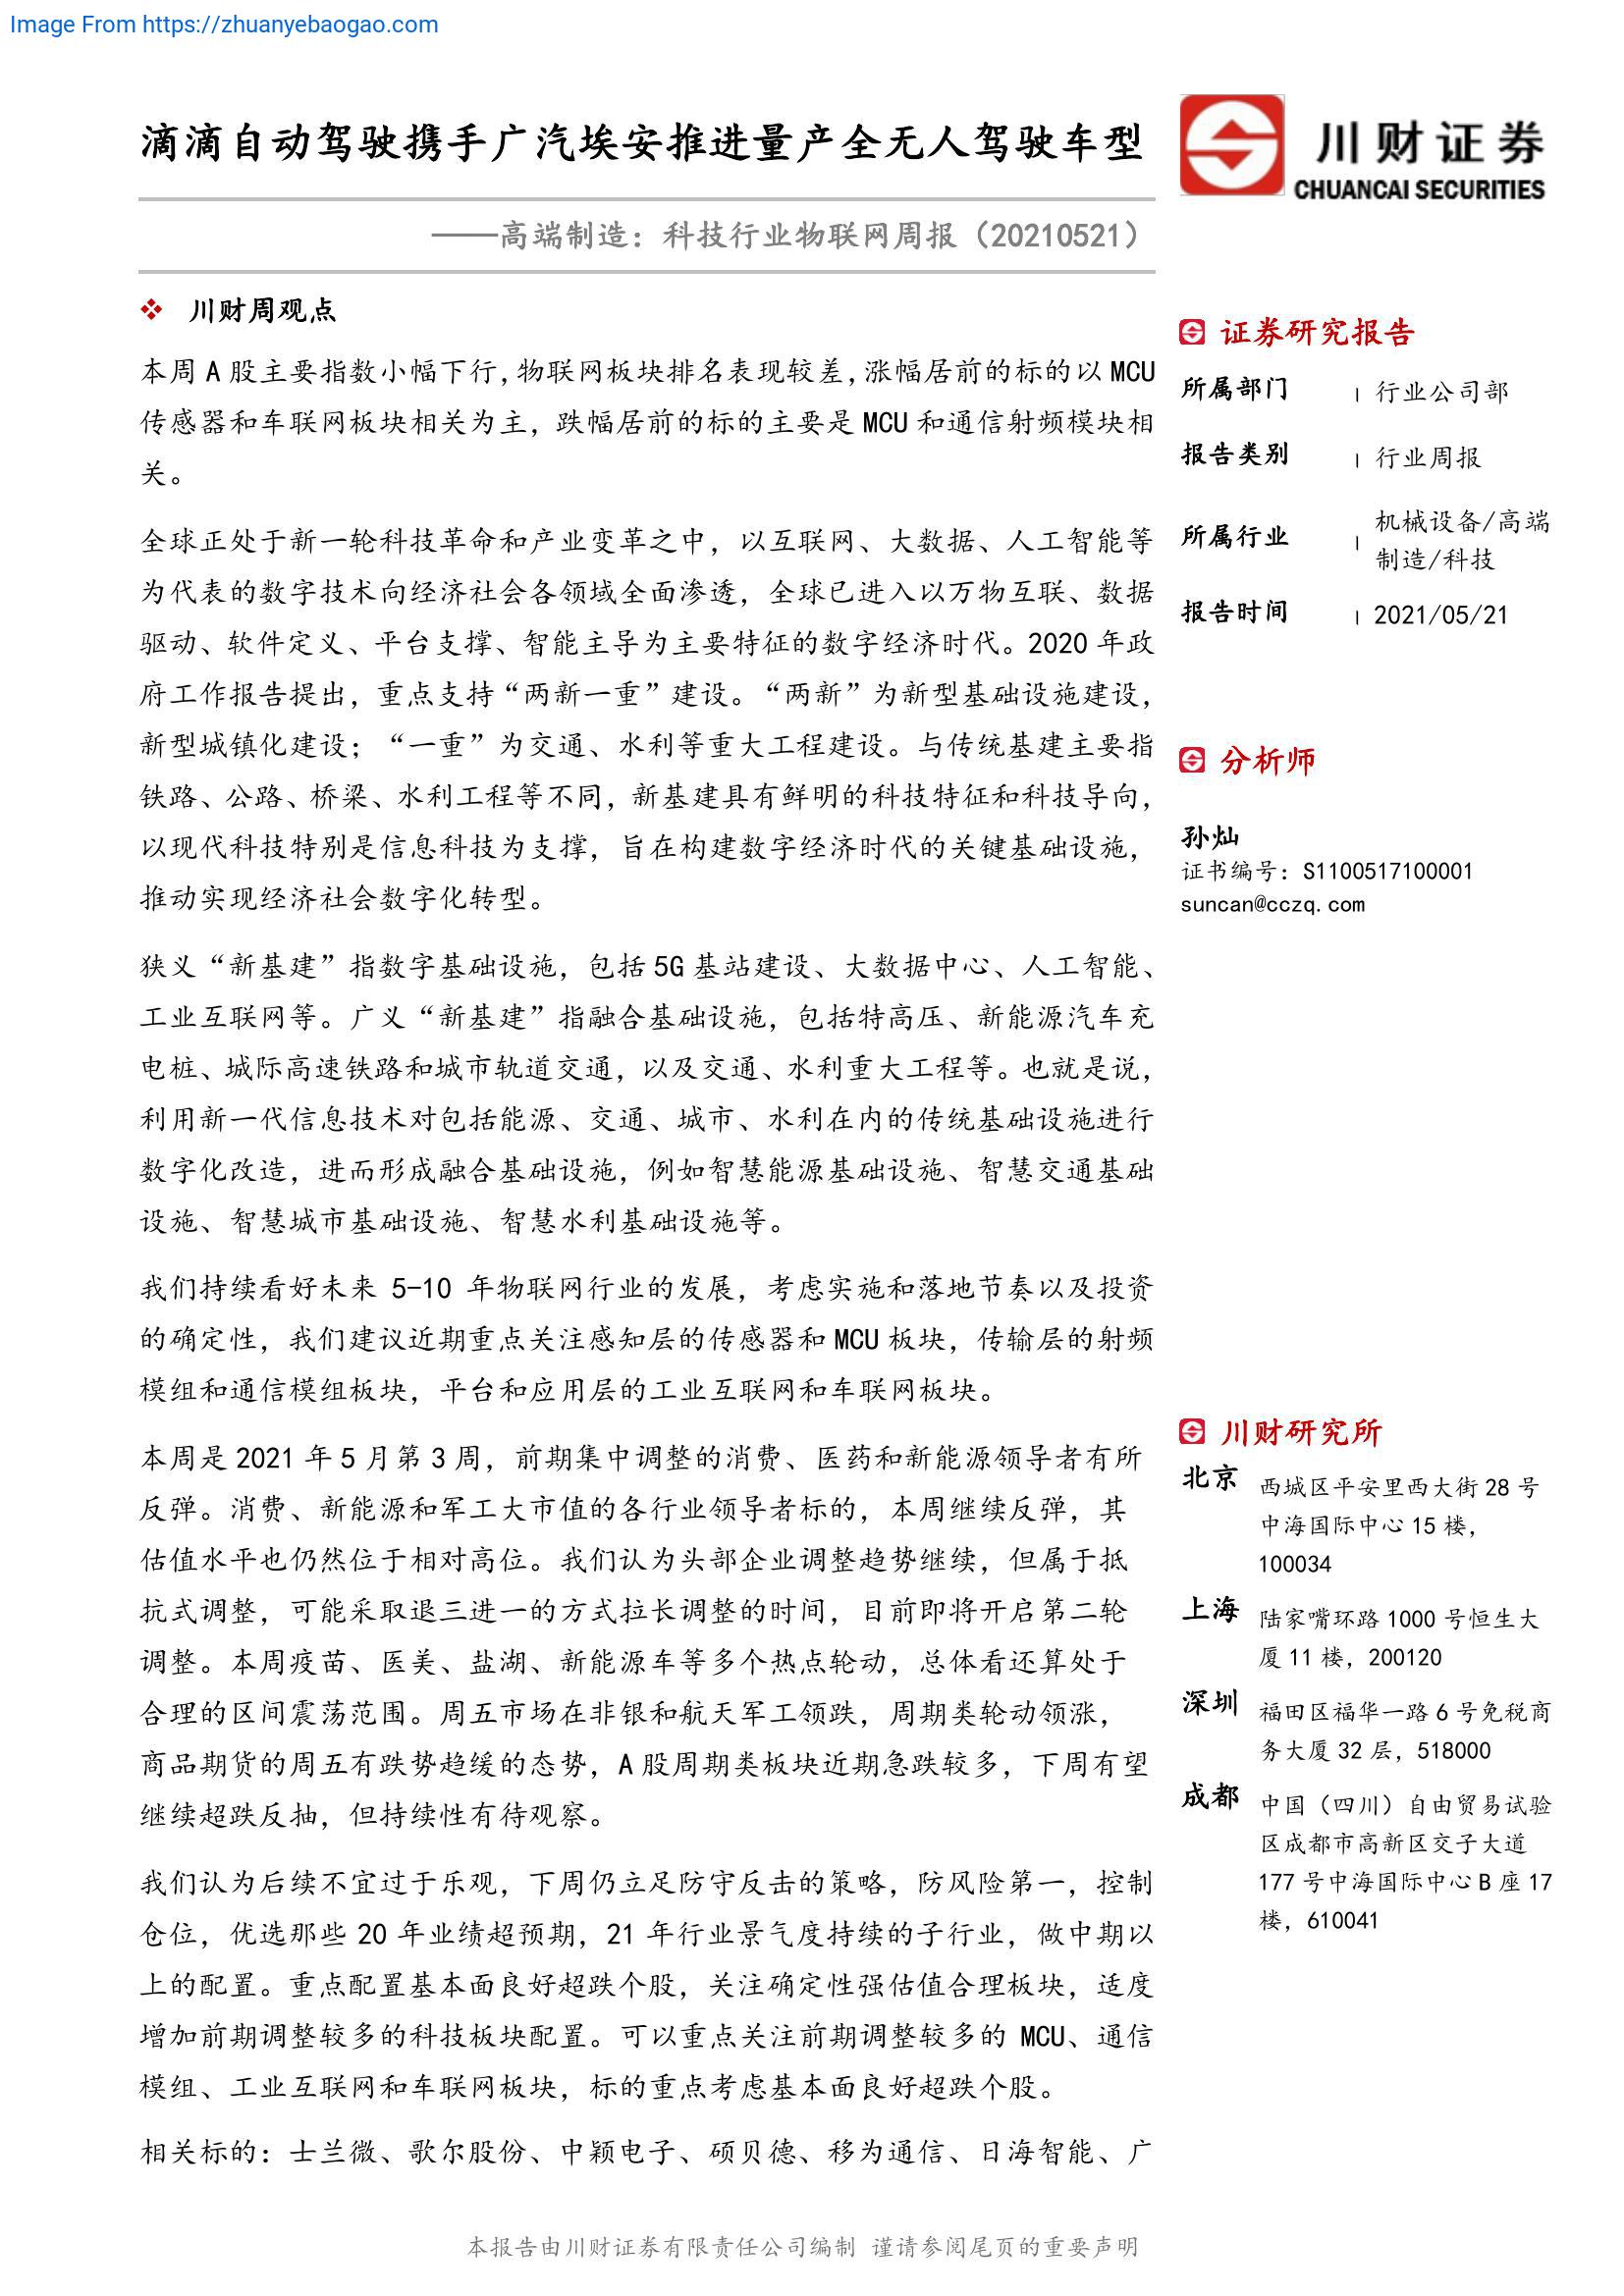 Image From https://zhuanyebaogao.com
滴滴自动驾驶携手广汽埃安推进量产全无人驾驶车型
——高端制造：科技行业物联网周报（20210521）
川财证券
CHUANCAI SECURITIES
川财周观点
本周 A 股主要指数小幅下行，物联网板块排名表现较差，涨幅居前的标的以 MCU
传感器和车联网板块相关为主，跌幅居前的标的主要是 MCU 和通信射频模块相
关。
全球正处于新一轮科技革命和产业变革之中，以互联网、大数据、人工智能等
为代表的数字技术向经济社会各领域全面渗透，全球已进入以万物互联、数据
驱动、软件定义、平台支撑、智能主导为主要特征的数字经济时代。2020 年政
府工作报告提出，重点支持“两新一重”建设。“两新”为新型基础设施建设，
新型城镇化建设；“一重”为交通、水利等重大工程建设。与传统基建主要指
铁路、公路、桥梁、水利工程等不同，新基建具有鲜明的科技特征和科技导向，
以现代科技特别是信息科技为支撑，旨在构建数字经济时代的关键基础设施，
推动实现经济社会数字化转型。
狭义“新基建”指数字基础设施，包括 5G 基站建设、大数据中心、人工智能、
工业互联网等。广义“新基建”指融合基础设施，包括特高压、新能源汽车充
电桩、城际高速铁路和城市轨道交通，以及交通、水利重大工程等。也就是说，
利用新一代信息技术对包括能源、交通、城市、水利在内的传统基础设施进行
数字化改造，进而形成融合基础设施，例如智慧能源基础设施、智慧交通基础
设施、智慧城市基础设施、智慧水利基础设施等。
我们持续看好未来 5-10 年物联网行业的发展，考虑实施和落地节奏以及投资
的确定性，我们建议近期重点关注感知层的传感器和 MCU 板块，传输层的射频
模组和通信模组板块，平台和应用层的工业互联网和车联网板块。
本周是 2021 年 5 月第 3 周，前期集中调整的消费、医药和新能源领导者有所
反弹。消费、新能源和军工大市值的各行业领导者标的，本周继续反弹，其
估值水平也仍然位于相对高位。我们认为头部企业调整趋势继续，但属于抵
抗式调整，可能采取退三进一的方式拉长调整的时间，目前即将开启第二轮
调整。本周疫苗、医美、盐湖、新能源车等多个热点轮动，总体看还算处于
合理的区间震荡范围。周五市场在非银和航天军工领跌，周期类轮动领涨，
商品期货的周五有跌势趋缓的态势，A 股周期类板块近期急跌较多，下周有望
继续超跌反抽，但持续性有待观察。
我们认为后续不宜过于乐观，下周仍立足防守反击的策略，防风险第一，控制
仓位，优选那些 20 年业绩超预期，21 年行业景气度持续的子行业，做中期以
上的配置。重点配置基本面良好超跌个股，关注确定性强估值合理板块，适度
增加前期调整较多的科技板块配置。可以重点关注前期调整较多的 MCU、通信
模组、工业互联网和车联网板块，标的重点考虑基本面良好超跌个股。
相关标的：士兰微、歌尔股份、中颖电子、硕贝德、移为通信、日海智能、广
证券研究报告
所属部门 | 行业公司部
报告类别 | 行业周报
所属行业 | 机械设备/高端
制造/科技
报告时间 | 2021/05/21
分析师
孙灿
证书编号：S1100517100001
suncan@cczq.com
川财研究所
北京 西城区平安里西大街 28 号
中海国际中心 15 楼，
100034
上海 陆家嘴环路 1000 号恒生大
厦 11 楼，200120
深圳 福田区福华一路 6 号免税商
务大厦 32 层，518000
成都 中国（四川）自由贸易试验
区成都市高新区交子大道
177 号中海国际中心 B 座 17
楼，610041
本报告由川财证券有限责任公司编制 谨请参阅尾页的重要声明